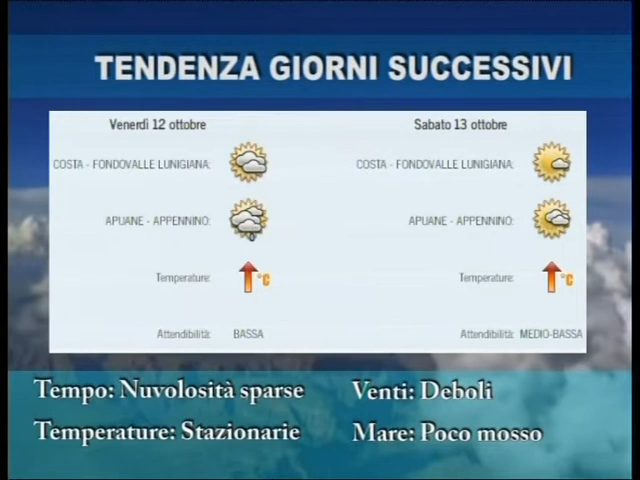 TENDENZA GIORNI SUCCESSIVI
Venerdì 12 ottobre
Sabato 13 ottobre
COSTA - FONDOVALLE LUNIGIANA:
COSTA - FONDOVALLE LUNIGIANA:
APUANE - APPENNINO:
APUANE - APPENNINO:
Temperature: °C
Temperature: °C
Attendibilità: BASSA
Attendibilità: MEDIO-BASSA
Tempo: Nuvolosità sparse
Venti: Deboli
Temperature: Stazionarie
Mare: Poco mosso